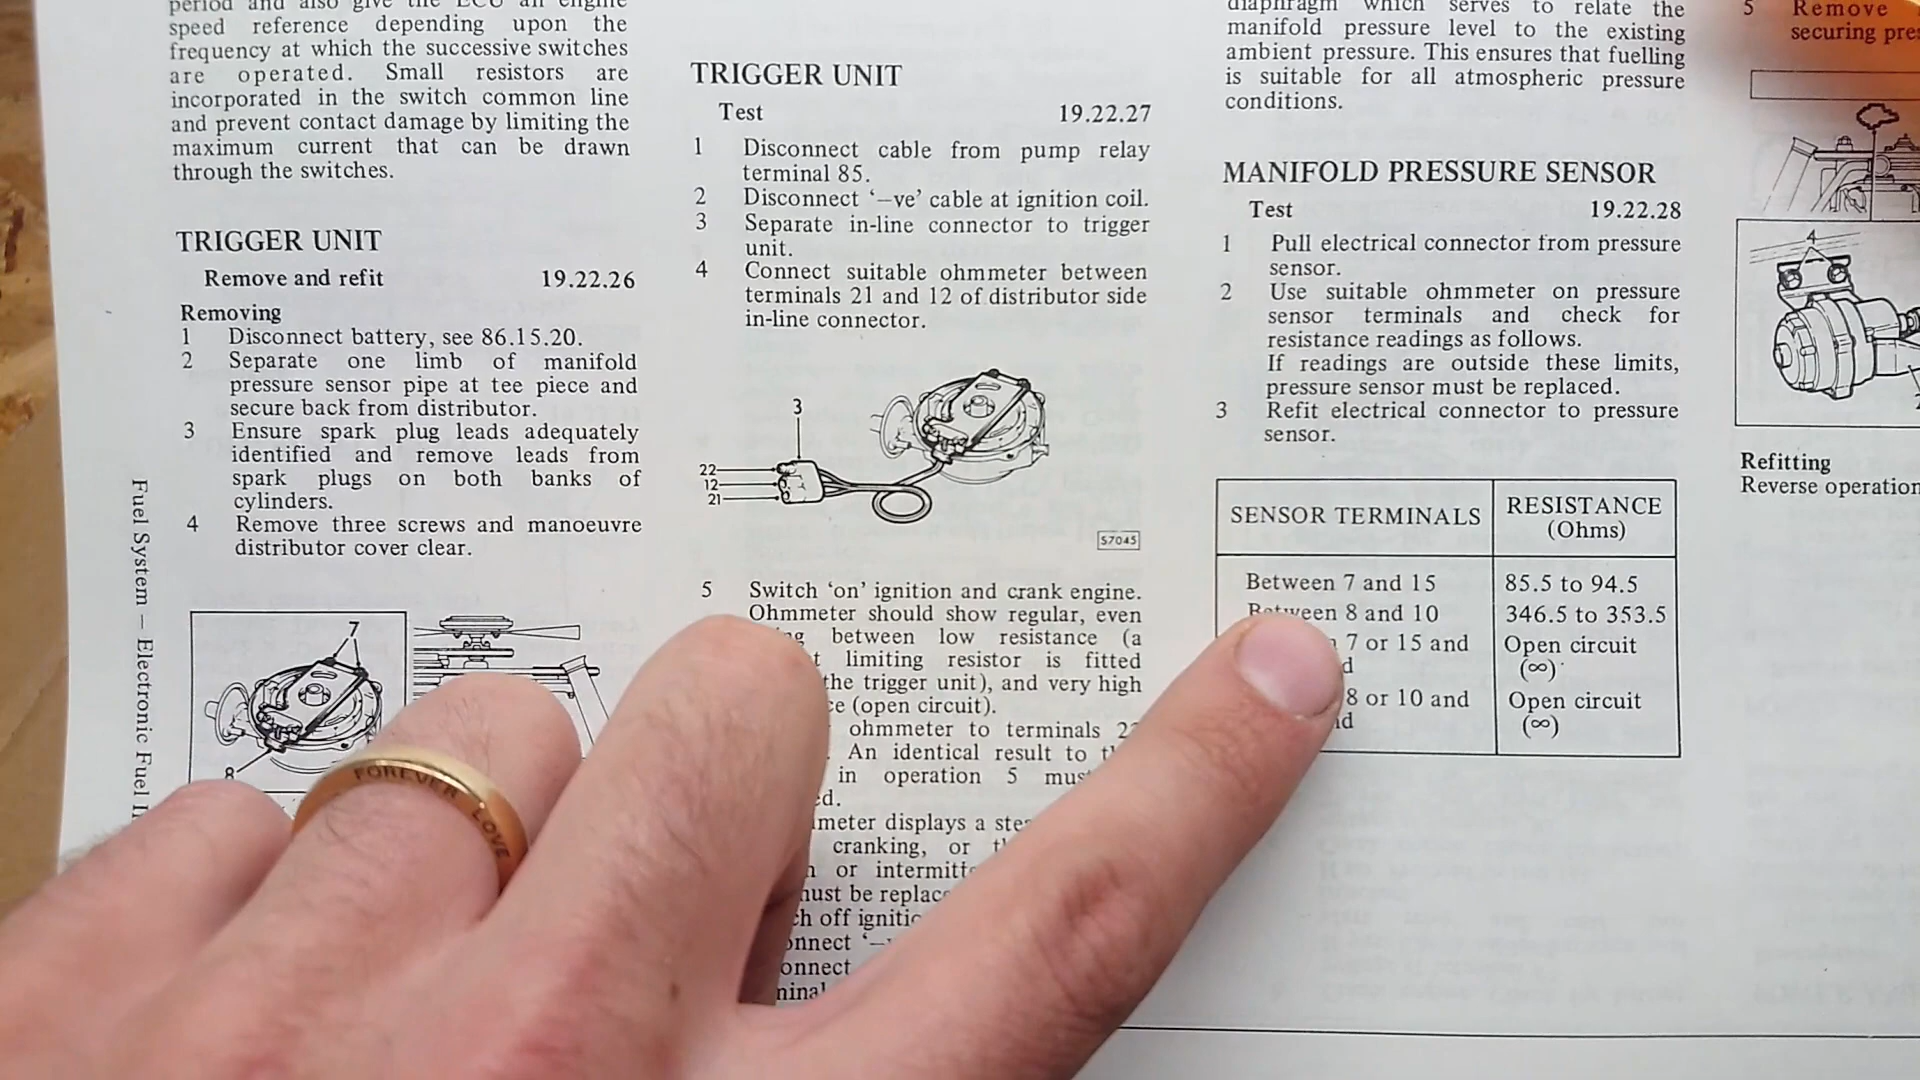 period and also give the ECU an engine
speed reference depending upon the
frequency at which the successive switches
are operated. Small resistors are
incorporated in the switch common line
and prevent contact damage by limiting the
maximum current that can be drawn
through the switches.
TRIGGER UNIT
Remove and refit 19.22.26
Removing
1 Disconnect battery, see 86.15.20.
2 Separate one limb of manifold
pressure sensor pipe at tee piece and
secure back from distributor.
3 Ensure spark plug leads adequately
identified and remove leads from
spark plugs on both banks of
cylinders.
4 Remove three screws and manoeuvre
distributor cover clear.
7
8
Fuel System – Electronic Fuel I
FOREVER LOVE
TRIGGER UNIT
Test 19.22.27
1 Disconnect cable from pump relay
terminal 85.
2 Disconnect ‘–ve’ cable at ignition coil.
3 Separate in-line connector to trigger
unit.
4 Connect suitable ohmmeter between
terminals 21 and 12 of distributor side
in-line connector.
3
22
12
21
S7045
5 Switch ‘on’ ignition and crank engine.
Ohmmeter should show regular, even
between low resistance (a
limiting resistor is fitted
the trigger unit), and very high
(open circuit).
ohmmeter to terminals
An identical result to
in operation 5
displays a
cranking, or
or
be
off

diaphragm which serves to relate the
manifold pressure level to the existing
ambient pressure. This ensures that fuelling
is suitable for all atmospheric pressure
conditions.
MANIFOLD PRESSURE SENSOR
Test 19.22.28
1 Pull electrical connector from pressure
sensor.
2 Use suitable ohmmeter on pressure
sensor terminals and check for
resistance readings as follows.
If readings are outside these limits,
pressure sensor must be replaced.
3 Refit electrical connector to pressure
sensor.
SENSOR TERMINALS RESISTANCE
(Ohms)
Between 7 and 15 85.5 to 94.5
Between 8 and 10 346.5 to 353.5
7 or 15 and Open circuit
(∞)
8 or 10 and Open circuit
(∞)
5 Remove
securing
4
Refitting
Reverse operation